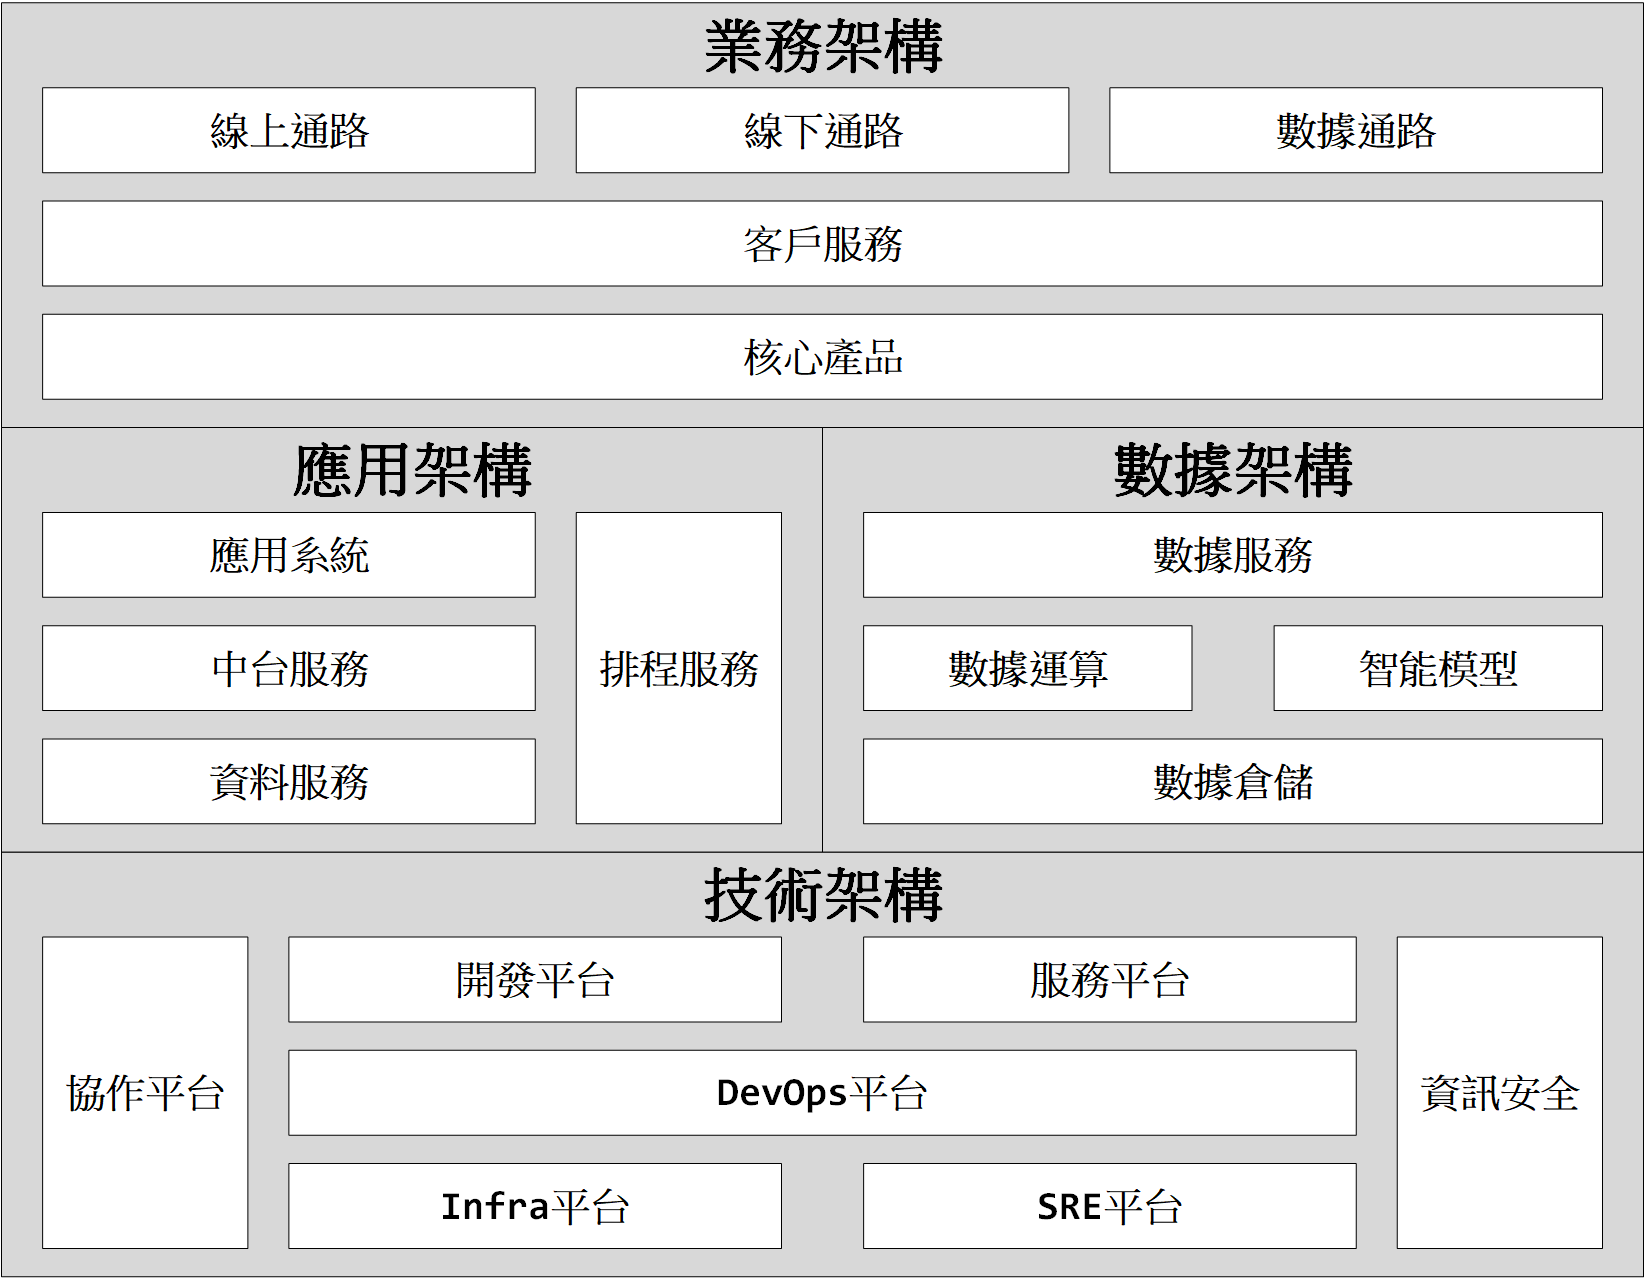 業務架構
線上通路
線下通路
數據通路
客戶服務
核心產品
應用架構
應用系統
中台服務
資料服務
排程服務
數據架構
數據服務
數據運算
智能模型
數據倉儲
技術架構
協作平台
開發平台
服務平台
DevOps平台
Infra平台
SRE平台
資訊安全